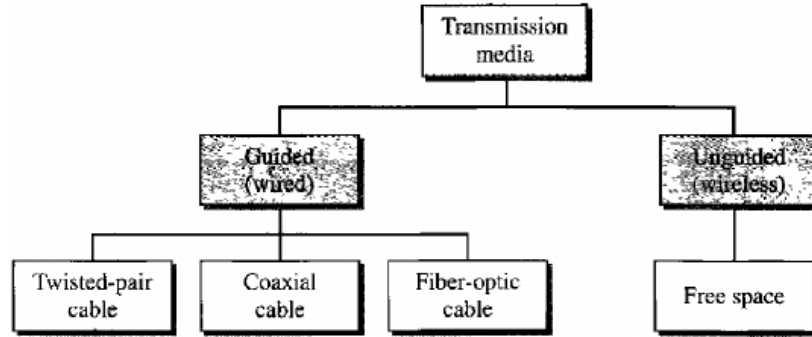 Transmission
media
Guided
(wired)
Unguided
(wireless)
Twisted-pair
cable
Coaxial
cable
Fiber-optic
cable
Free space